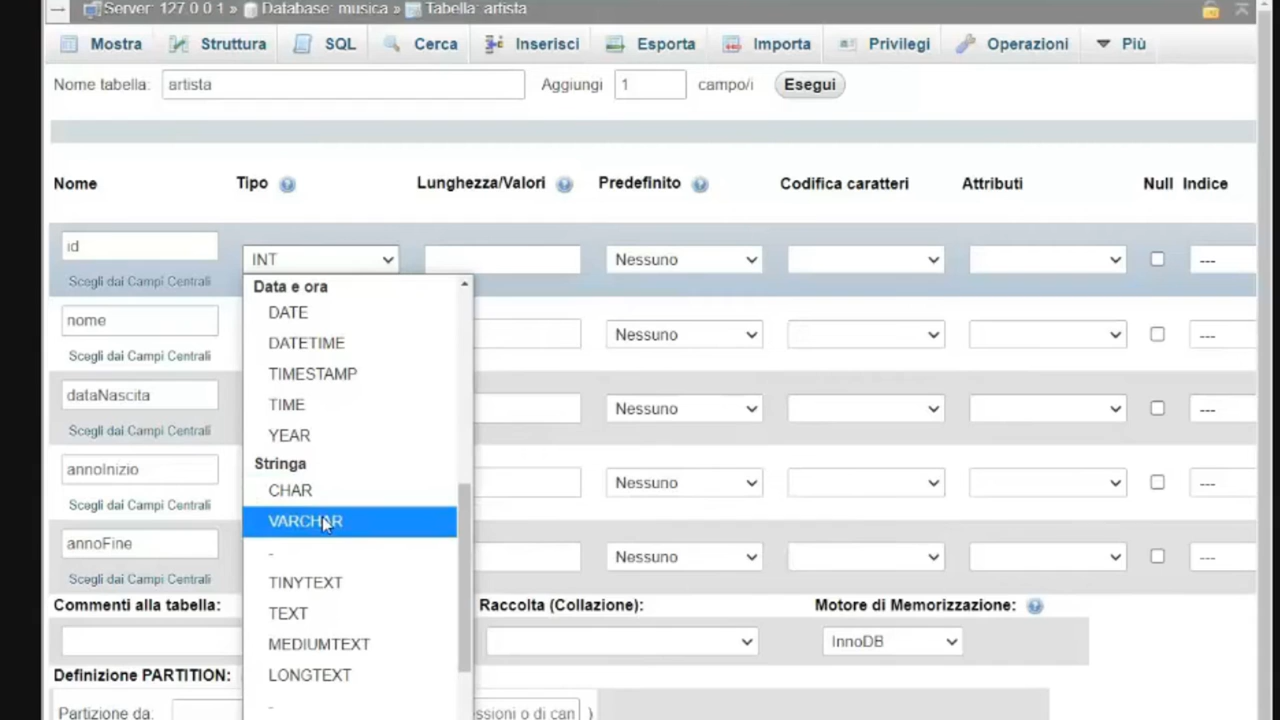 Server: 127.0.0.1 » Database: musica » Tabella: artista
Mostra Struttura SQL Cerca Inserisci Esporta Importa Privilegi Operazioni Più
Nome tabella: artista Aggiungi 1 campo/i Esegui
Nome Tipo Lunghezza/Valori Predefinito Codifica caratteri Attributi Null Indice
id INT Nessuno ---
Scegli dai Campi Centrali
Data e ora
DATE
nome Nessuno ---
DATETIME
Scegli dai Campi Centrali
TIMESTAMP
dataNascita Nessuno ---
TIME
Scegli dai Campi Centrali
YEAR
Stringa
annoInizio Nessuno ---
CHAR
Scegli dai Campi Centrali
VARCHAR
annoFine Nessuno ---
-
Scegli dai Campi Centrali
TINYTEXT
Commenti alla tabella: Raccolta (Collazione): Motore di Memorizzazione:
TEXT
InnoDB
MEDIUMTEXT
Definizione PARTITION:
LONGTEXT
-
Partizione da: ssioni o di can )